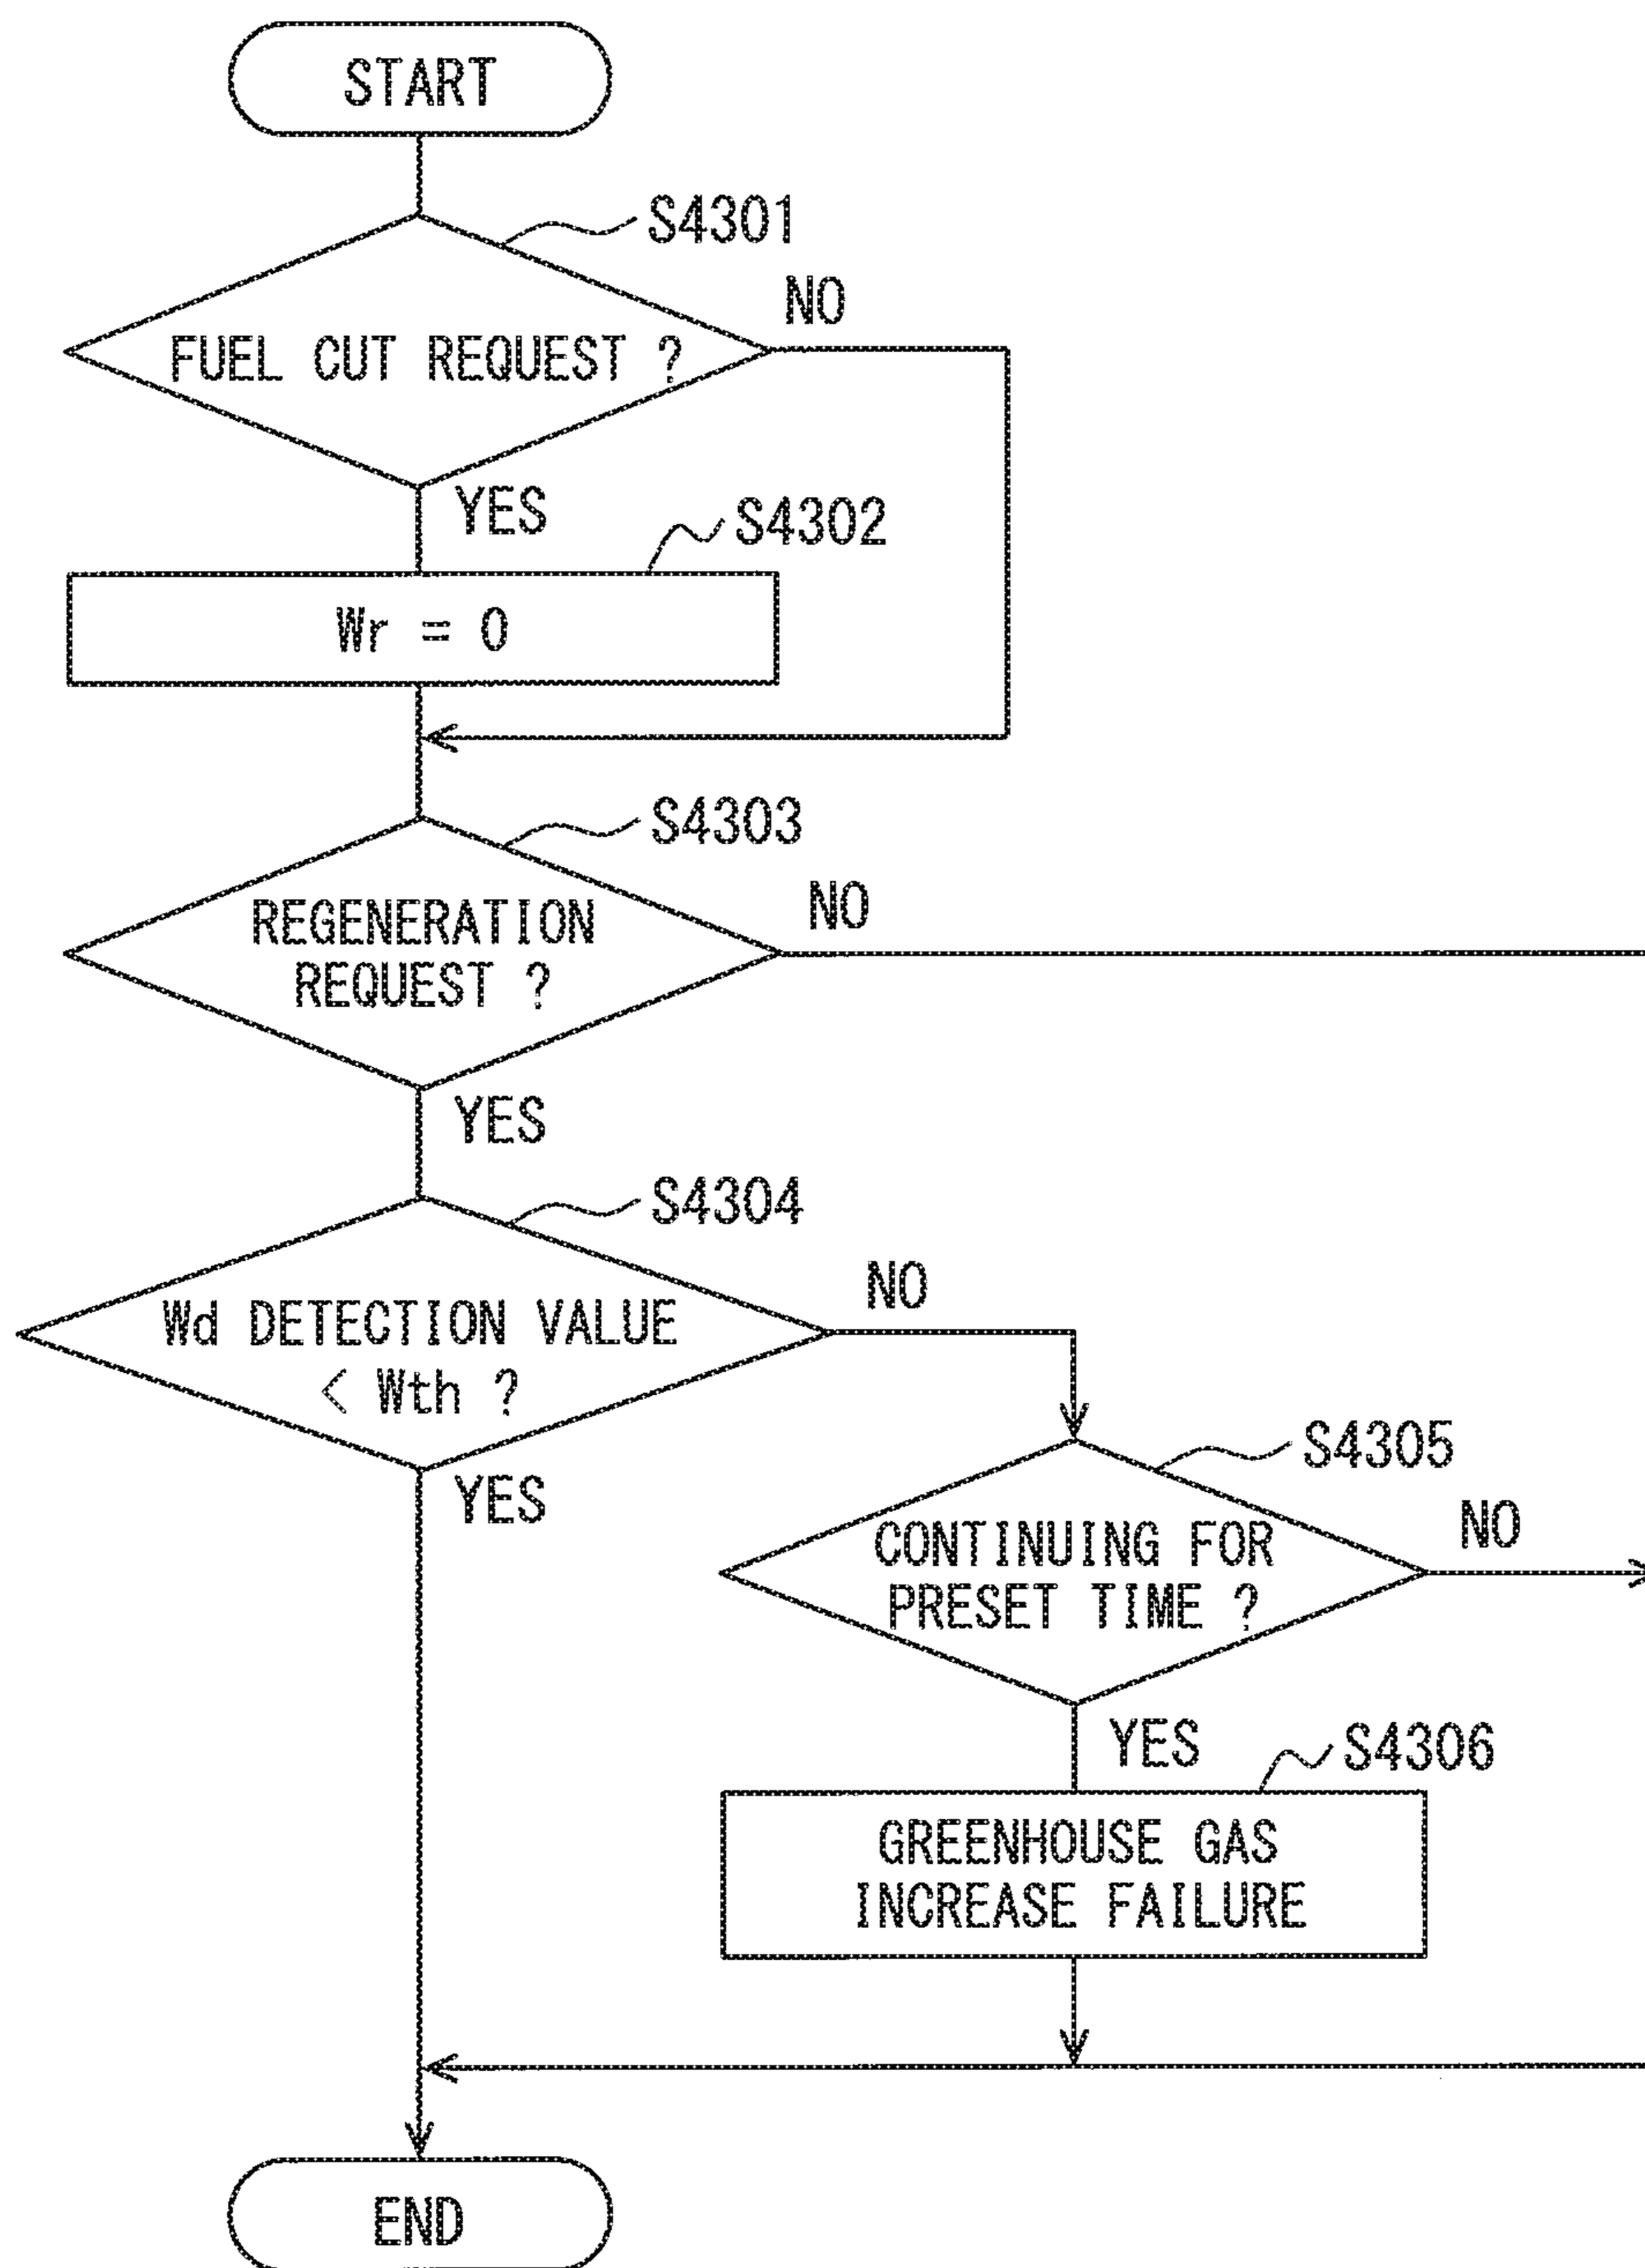 START
S4301
NO
FUEL CUT REQUEST ?
YES
S4302
Wr = 0
S4303
NO
REGENERATION
REQUEST ?
YES
S4304
NO
Wd DETECTION VALUE
< Wth ?
YES
S4305
NO
CONTINUING FOR
PRESET TIME ?
YES
S4306
GREENHOUSE GAS
INCREASE FAILURE
END